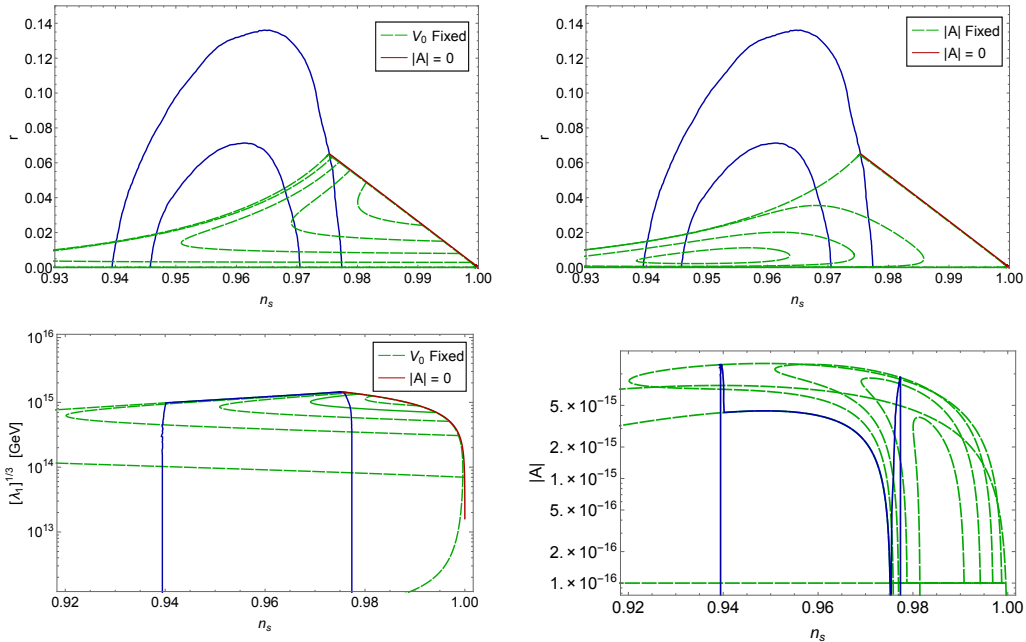 0.14
0.12
0.10
0.08
0.06
0.04
0.02
0.00
r
V₀ Fixed
|A| = 0
0.93 0.94 0.95 0.96 0.97 0.98 0.99 1.00
nₛ
0.14
0.12
0.10
0.08
0.06
0.04
0.02
0.00
r
|A| Fixed
|A| = 0
0.93 0.94 0.95 0.96 0.97 0.98 0.99 1.00
nₛ
10¹⁶
10¹⁵
10¹⁴
10¹³
[λ₁]^1/3 [GeV]
V₀ Fixed
|A| = 0
0.92 0.94 0.96 0.98 1.00
nₛ
5.×10⁻¹⁵
2.×10⁻¹⁵
1.×10⁻¹⁵
5.×10⁻¹⁶
2.×10⁻¹⁶
1.×10⁻¹⁶
|A|
0.92 0.94 0.96 0.98 1.00
nₛ